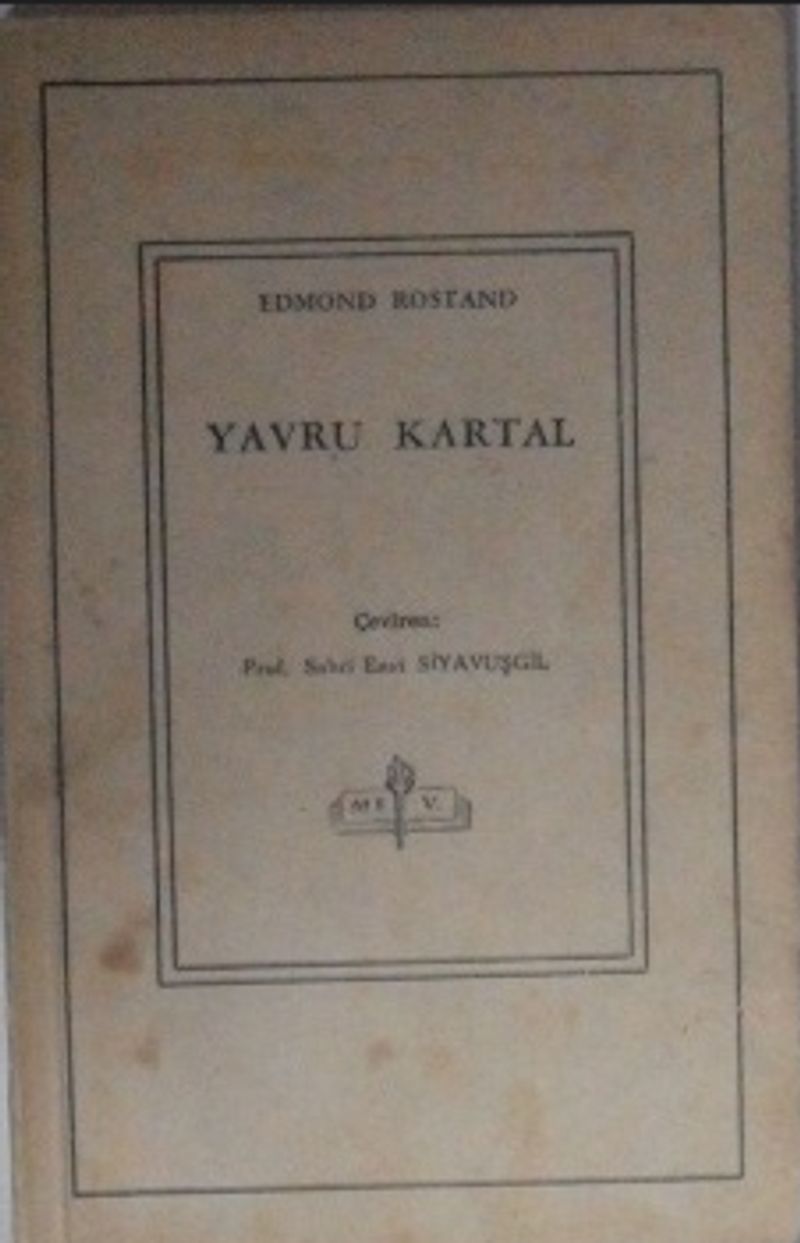 EDMOND ROSTAND
YAVRU KARTAL
Çeviren:
Prof. Sabri Esat SİYAVUŞGİL
M E V